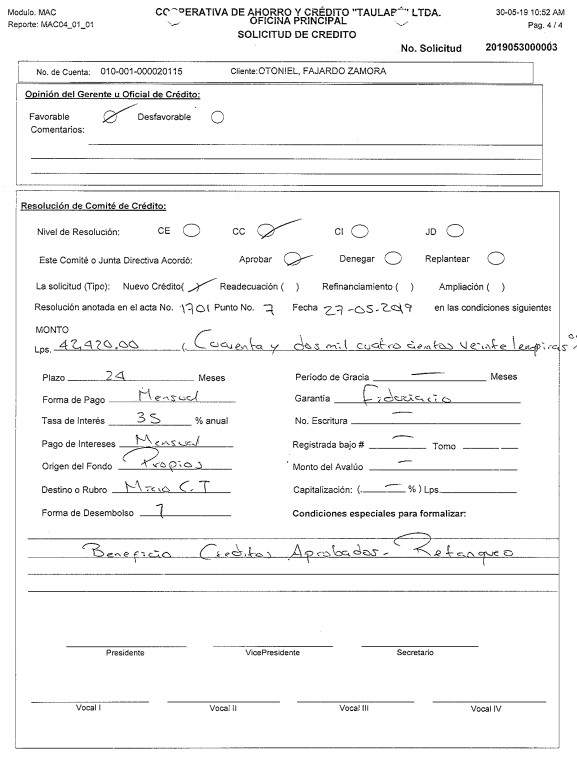 Modulo: MAC COOPERATIVA DE AHORRO Y CRÉDITO "TAULABE" LTDA. 30-05-19 10:52 AM
Reporte: MAC04_01_01 OFICINA PRINCIPAL Pag. 4 / 4
SOLICITUD DE CREDITO
No. Solicitud 2019053000003
No. de Cuenta: 010-001-000020115 Cliente:OTONIEL, FAJARDO ZAMORA
Opinión del Gerente u Oficial de Crédito:
Favorable Desfavorable
Comentarios:
Resolución de Comité de Crédito:
Nivel de Resolución: CE CC CI JD
Este Comité o Junta Directiva Acordó: Aprobar Denegar Replantear
La solicitud (Tipo): Nuevo Crédito( ) Readecuación ( ) Refinanciamiento ( ) Ampliación ( )
Resolución anotada en el acta No. 1701 Punto No. 7 Fecha 27-05-2019 en las condiciones siguientes
MONTO
Lps. 42,420.00 ( Cuarenta y dos mil cuatrocientos veinte lempiras
Plazo 24 Meses Período de Gracia — Meses
Forma de Pago Mensual Garantía Fiduciario
Tasa de Interés 35 % anual No. Escritura —
Pago de Intereses Mensual Registrada bajo # — Tomo —
Origen del Fondo Propios Monto del Avalúo —
Destino o Rubro Micro C.T Capitalización: ( — %) Lps
Forma de Desembolso 1 Condiciones especiales para formalizar:
Beneficio Creditos Aprobados- Refanqueo
Presidente VicePresidente Secretario
Vocal I Vocal II Vocal III Vocal IV